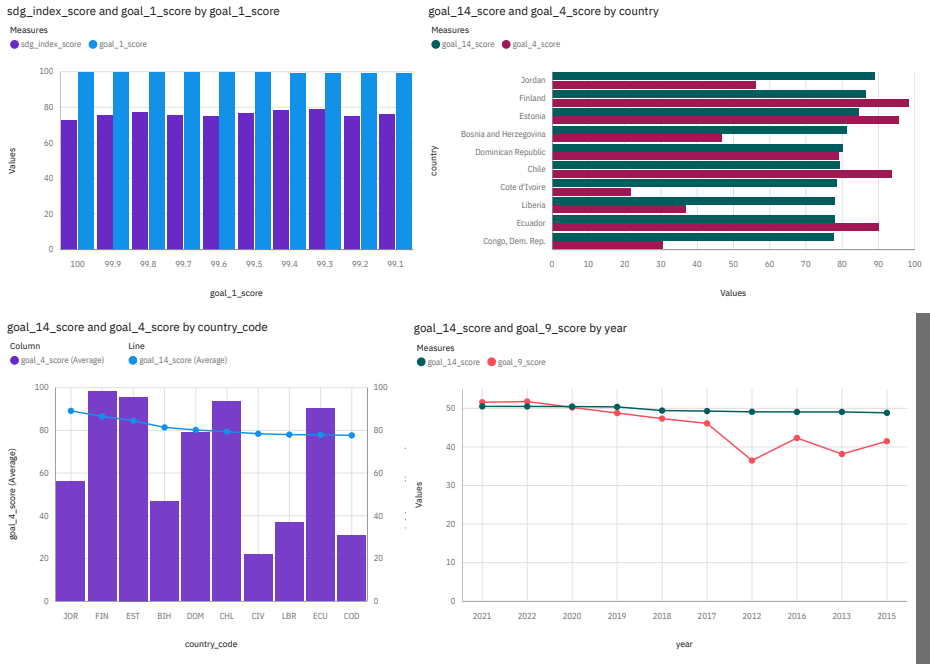 sdg_index_score and goal_1_score by goal_1_score
Measures
sdg_index_score goal_1_score
Values
100
80
60
40
20
0
100 99.9 99.8 99.7 99.6 99.5 99.4 99.3 99.2 99.1
goal_1_score
goal_14_score and goal_4_score by country
Measures
goal_14_score goal_4_score
country
Jordan
Finland
Estonia
Bosnia and Herzegovina
Dominican Republic
Chile
Cote d'Ivoire
Liberia
Ecuador
Congo, Dem. Rep.
0 10 20 30 40 50 60 70 80 90 100
Values
goal_14_score and goal_4_score by country_code
Column Line
goal_4_score (Average) goal_14_score (Average)
goal_4_score (Average)
100 100
80 80
60 60
40 40
20 20
0 0
JOR FIN EST BIH DOM CHL CIV LBR ECU COD
country_code
goal_14_score and goal_9_score by year
Measures
goal_14_score goal_9_score
Values
50
40
30
20
10
0
2021 2022 2020 2019 2018 2017 2012 2016 2013 2015
year